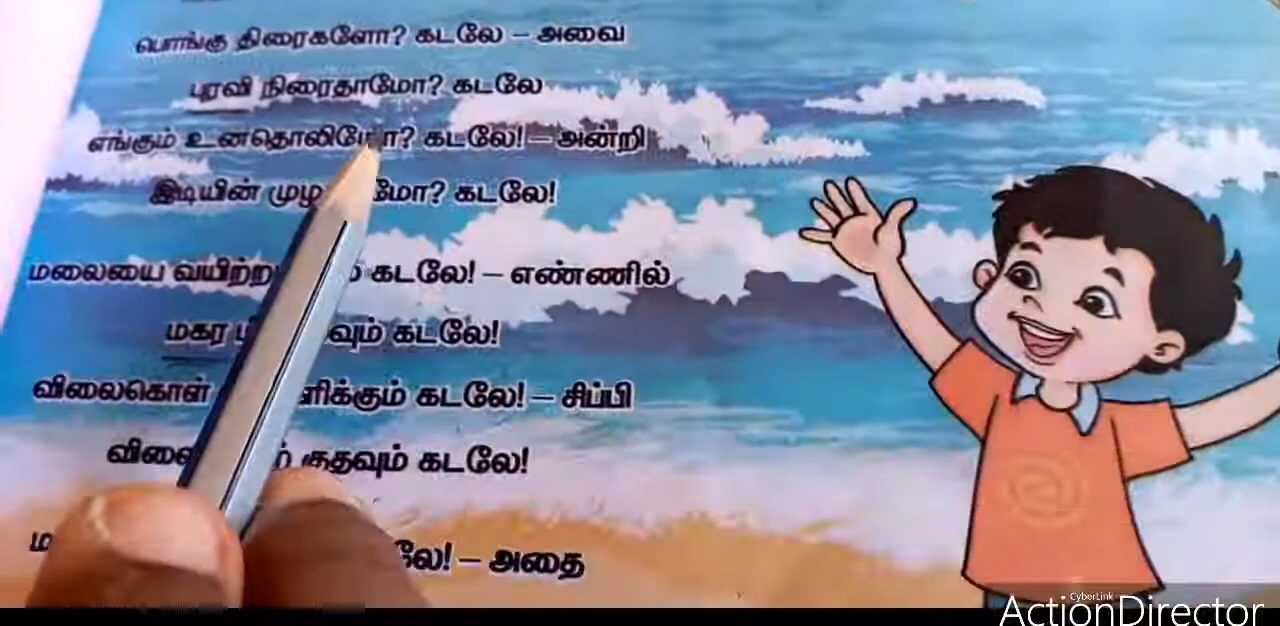 பொங்கு திரைகளோ? கடலே – அவை
புரவி நிரைதாமோ? கடலே
எங்கும் உனதொலியோ? கடலே! – அன்றி
இடியின் கடலே!
மலையை கடலே! – எண்ணில்
மகர கடலே!
விலைகொள் கடலே! – சிப்பி
குதவும் கடலே!
– அதை
CyberLink
ActionDirector